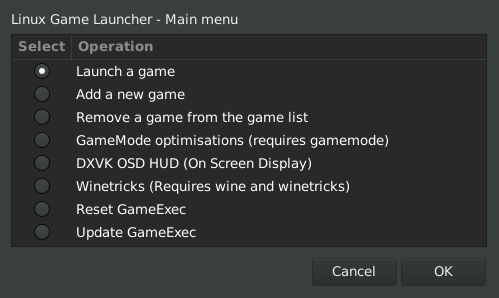 Linux Game Launcher - Main menu
Select Operation
Launch a game
Add a new game
Remove a game from the game list
GameMode optimisations (requires gamemode)
DXVK OSD HUD (On Screen Display)
Winetricks (Requires wine and winetricks)
Reset GameExec
Update GameExec
Cancel OK